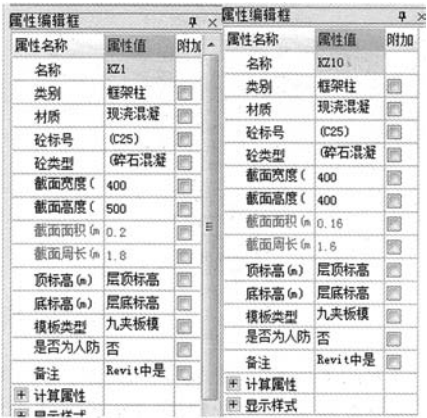 属性编辑框
属性名称 属性值 附加
名称 KZ1
类别 框架柱
材质 现浇混凝
砼标号 (C25)
砼类型 (碎石混凝
截面宽度( 400
截面高度( 500
截面面积(m 0.2
截面周长(m 1.8
顶标高(m) 层顶标高
底标高(m) 层底标高
模板类型 九夹板模
是否为人防 否
备注 Revit中是
计算属性
显示样式
属性编辑框
属性名称 属性值 附加
名称 KZ10
类别 框架柱
材质 现浇混凝
砼标号 (C25)
砼类型 (碎石混凝
截面宽度( 400
截面高度( 400
截面面积(m 0.16
截面周长(m 1.6
顶标高(m) 层顶标高
底标高(m) 层底标高
模板类型 九夹板模
是否为人防 否
备注 Revit中是
计算属性
显示样式